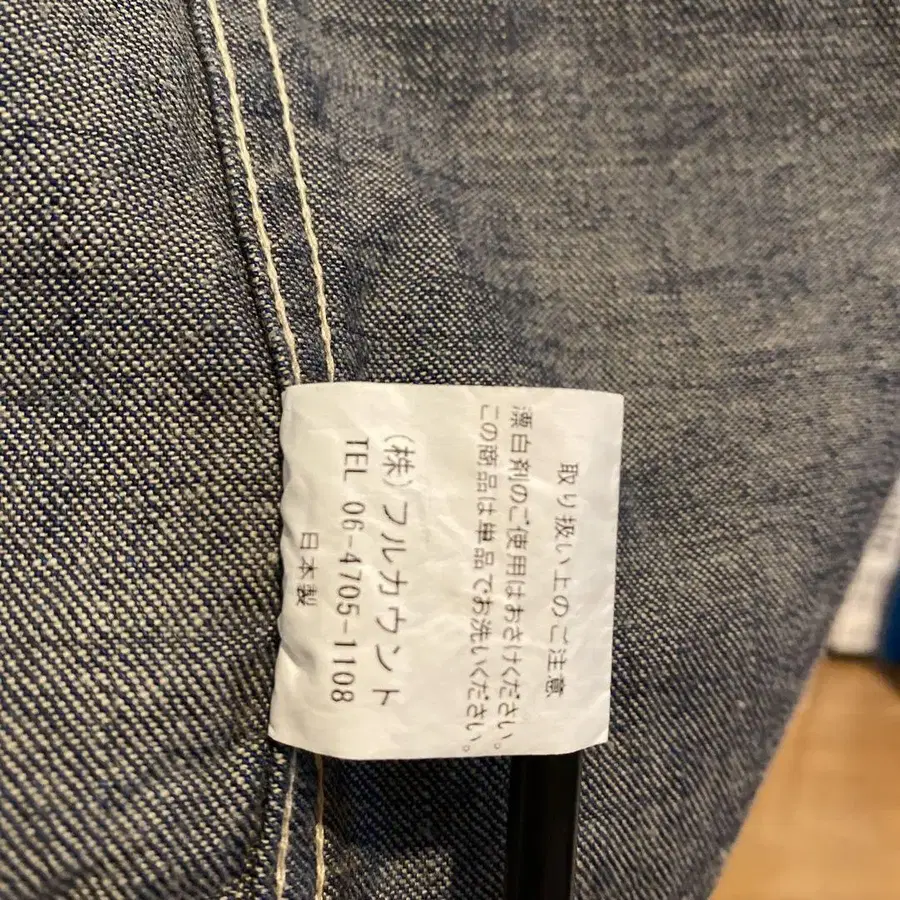 取り扱い上のご注意
漂白剤のご使用はおさけください。
この商品は単品でお洗いください。
(株)フルカウント
TEL 06-4705-1108
日本製